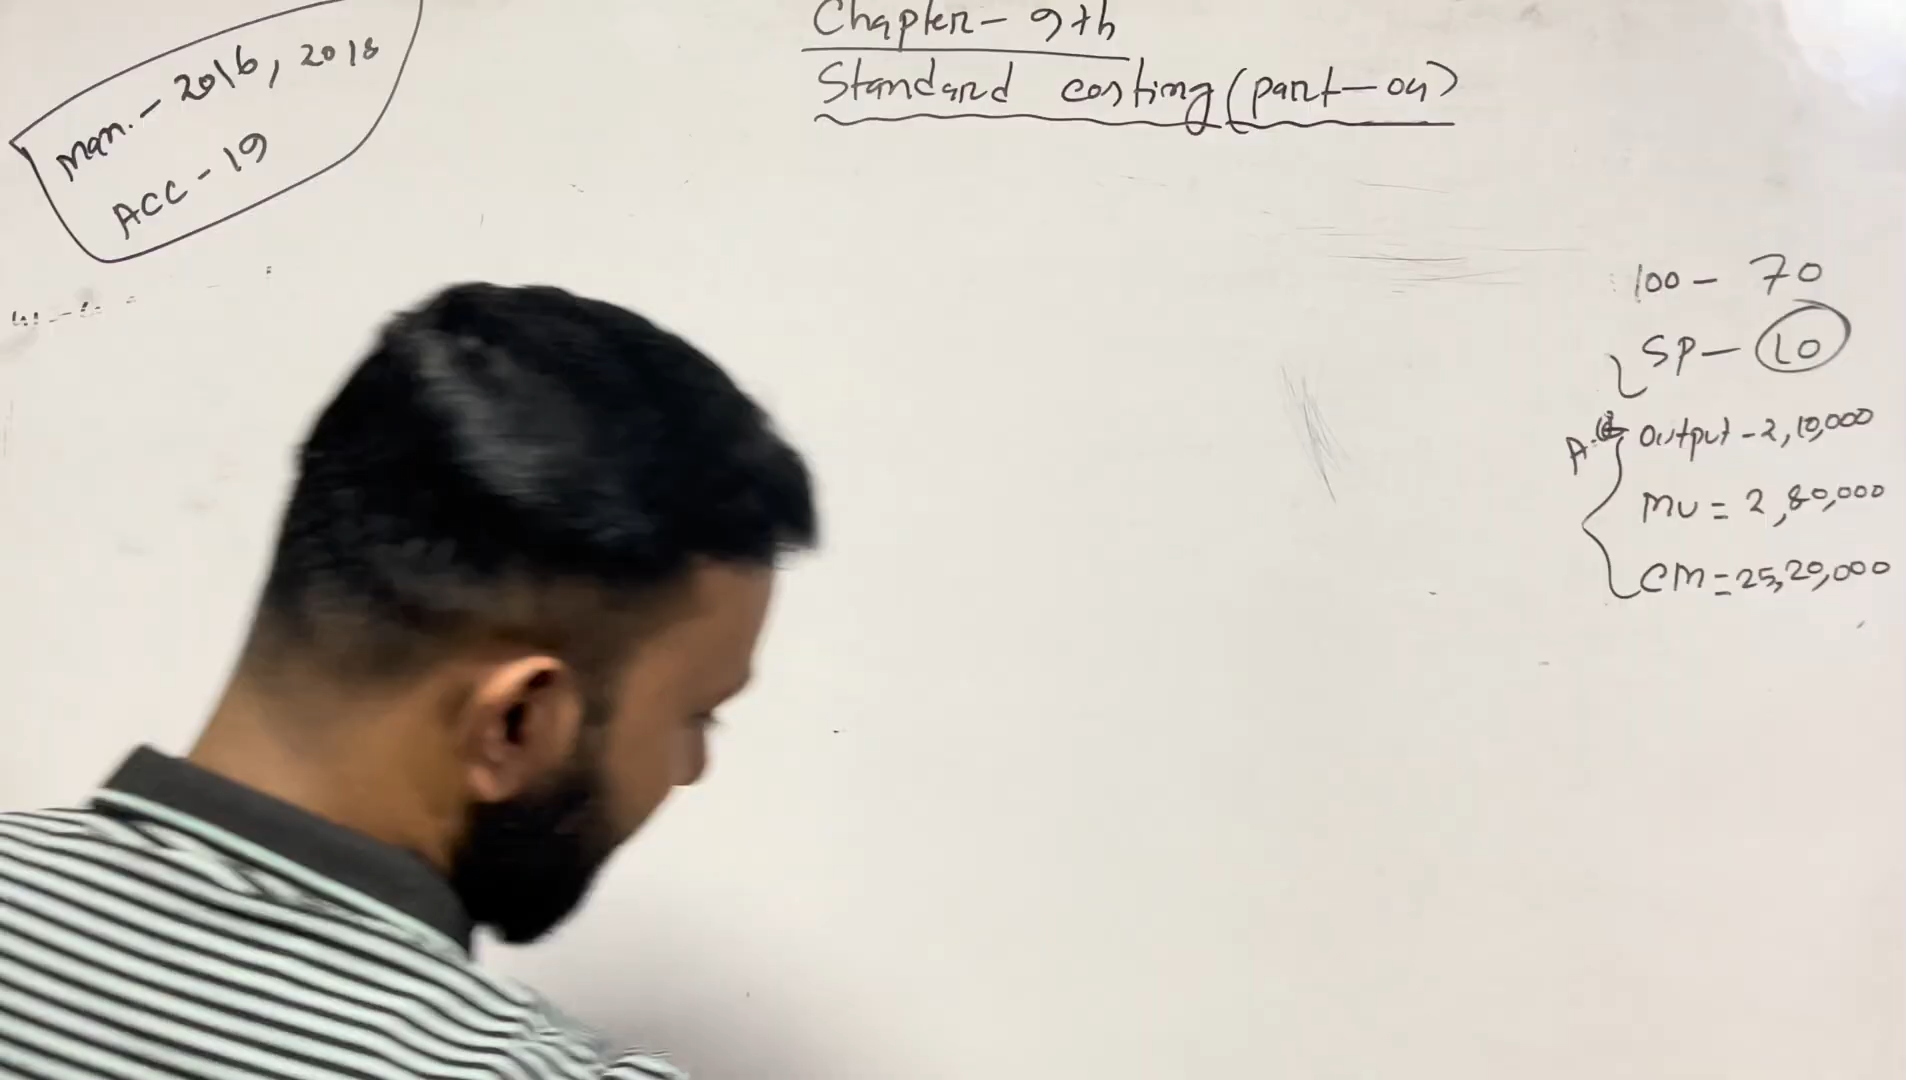 Chapter - 9th
Standard costing (part-04)
Man. - 2016, 2018
ACC - 19
100 - 70
SP - 10
Output - 2,10,000
MU = 2,80,000
CM = 25,20,000